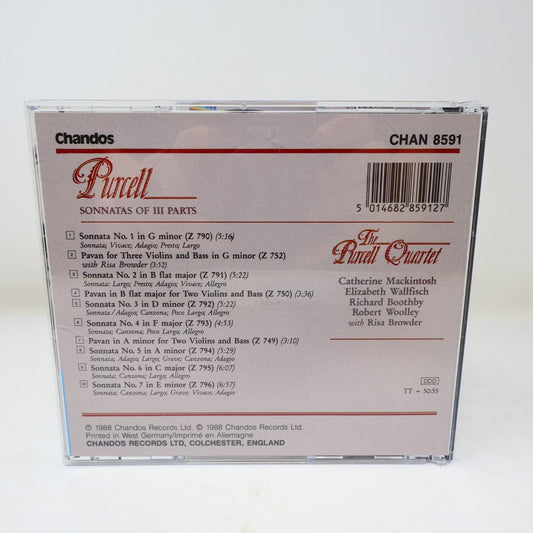 Chandos
CHAN 8591
Purcell
SONNATAS OF III PARTS
5 014682 859127
1 Sonnata No. 1 in G minor (Z 790) (5:16)
Sonnata; Vivace; Adagio; Presto; Largo
2 Pavan for Three Violins and Bass in G minor (Z 752)
with Risa Browder (3:52)
3 Sonnata No. 2 in B flat major (Z 791) (5:22)
Sonnata: Largo; Presto; Adagio; Vivace; Allegro
4 Pavan in B flat major for Two Violins and Bass (Z 750) (3:36)
5 Sonnata No. 3 in D minor (Z 792) (5:22)
Sonnata/Adagio; Canzona; Poco Largo; Allegro
6 Sonnata No. 4 in F major (Z 793) (4:53)
Sonnata; Canzona; Poco Largo; Allegro
7 Pavan in A minor for Two Violins and Bass (Z 749) (3:10)
8 Sonnata No. 5 in A minor (Z 794) (5:29)
Sonnata; Adagio; Largo; Grave; Canzona; Adagio
9 Sonnata No. 6 in C major (Z 795) (6:07)
Sonnata; Canzona; Largo; Allegro
10 Sonnata No. 7 in E minor (Z 796) (6:57)
Sonnata; Canzona; Largo; Grave; Vivace; Adagio
The
Purcell Quartet
Catherine Mackintosh
Elizabeth Wallfisch
Richard Boothby
Robert Woolley
with Risa Browder
DDD
TT = 50:55
℗ 1988 Chandos Records Ltd. © 1988 Chandos Records Ltd.
Printed in West Germany/Imprimé en Allemagne
CHANDOS RECORDS LTD, COLCHESTER, ENGLAND